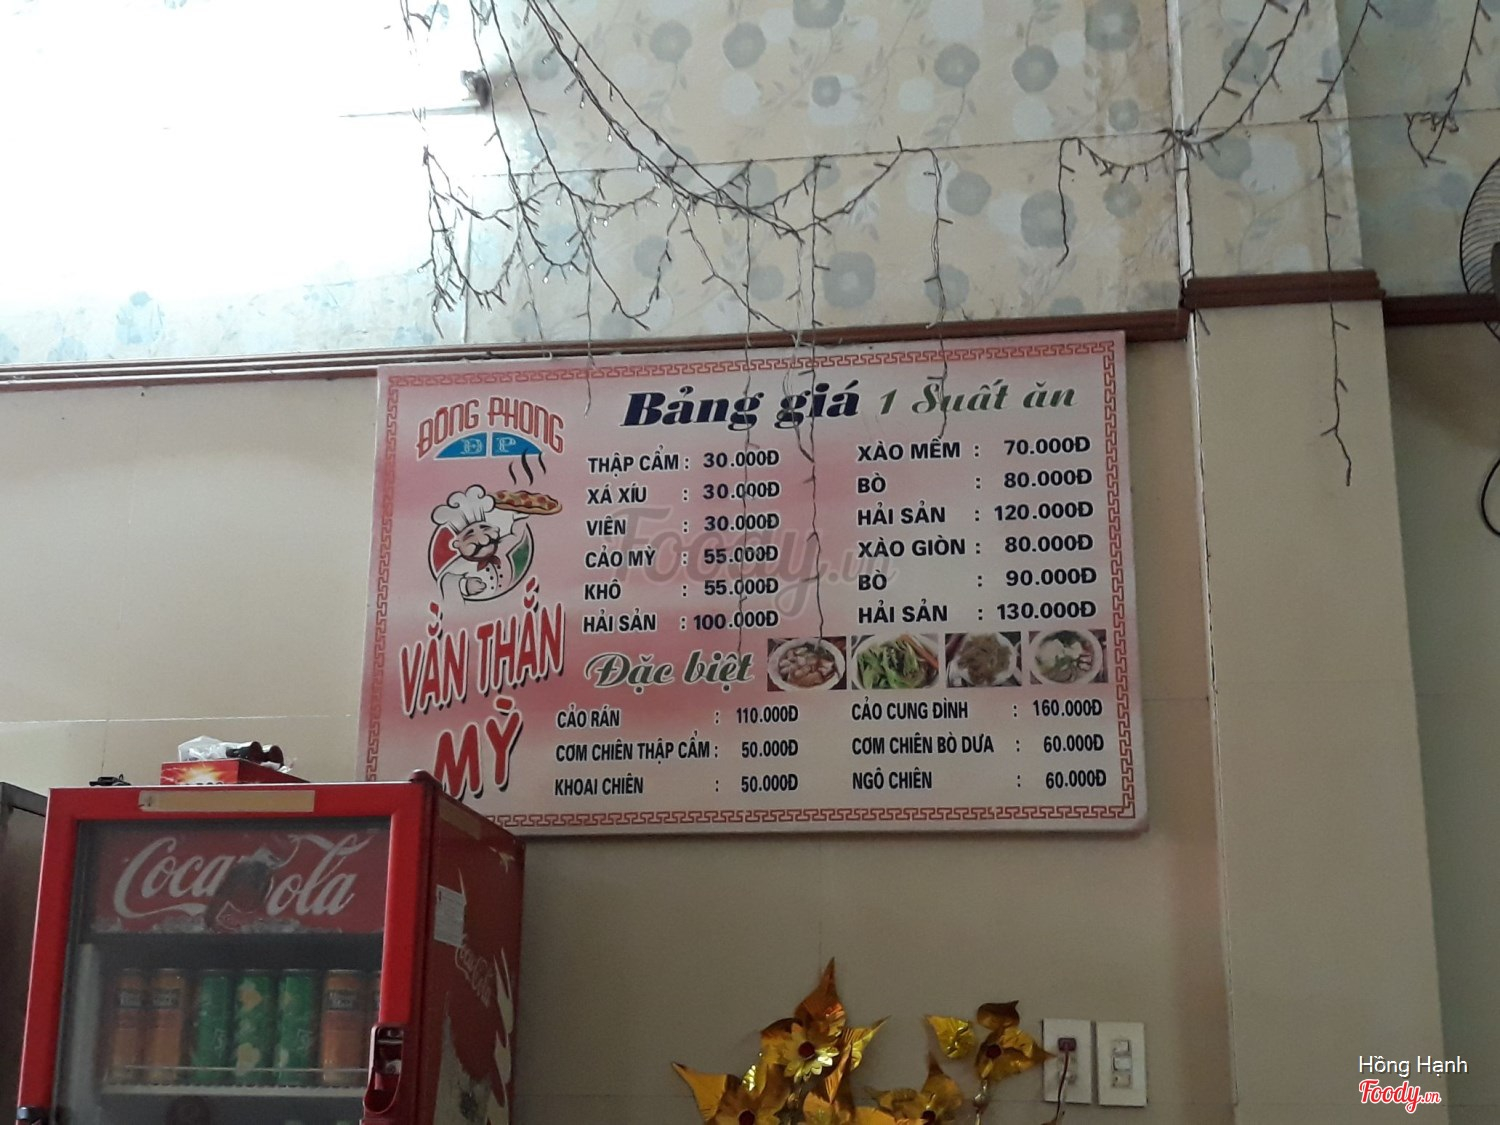 ĐÔNG PHONG
ĐP
VẰN THẮN
MỲ
Bảng giá 1 Suất ăn
THẬP CẨM : 30.000Đ
XÁ XÍU : 30.000Đ
VIÊN : 30.000Đ
CẢO MỲ : 55.000Đ
KHÔ : 55.000Đ
HẢI SẢN : 100.000Đ
XÀO MỀM : 70.000Đ
BÒ : 80.000Đ
HẢI SẢN : 120.000Đ
XÀO GIÒN : 80.000Đ
BÒ : 90.000Đ
HẢI SẢN : 130.000Đ
Đặc biệt
CẢO RÁN : 110.000Đ
CƠM CHIÊN THẬP CẨM : 50.000Đ
KHOAI CHIÊN : 50.000Đ
CẢO CUNG ĐÌNH : 160.000Đ
CƠM CHIÊN BÒ DƯA : 60.000Đ
NGÔ CHIÊN : 60.000Đ
Foody.vn
Coca Cola
Coca-Cola
Hồng Hạnh
Foody.vn